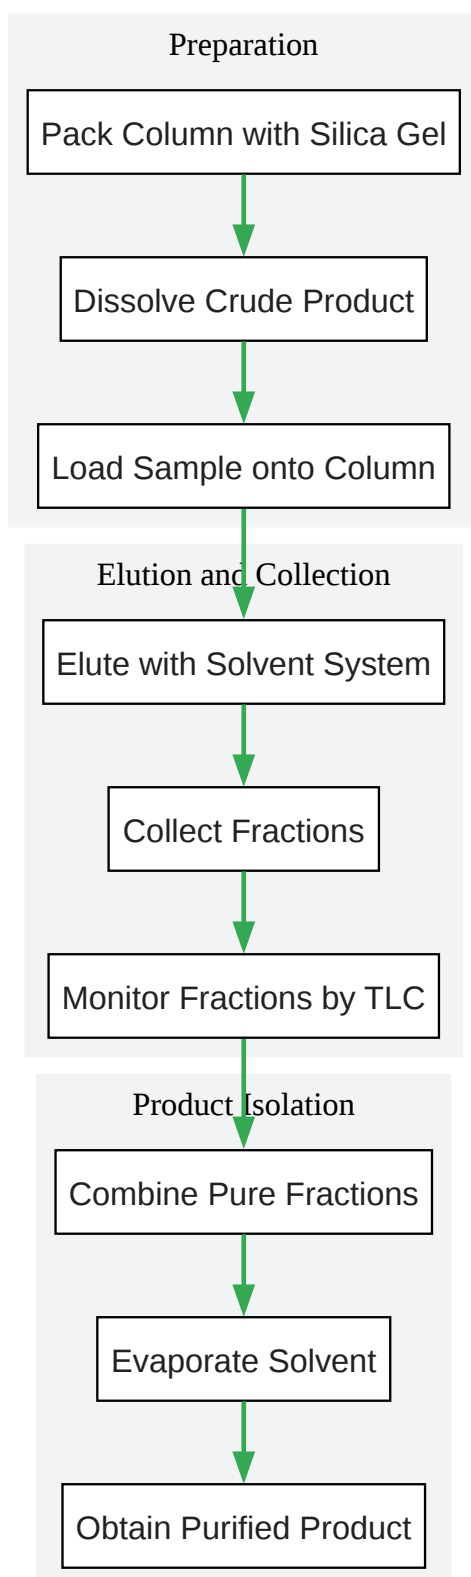 Preparation
Pack Column with Silica Gel
Dissolve Crude Product
Load Sample onto Column
Elution and Collection
Elute with Solvent System
Collect Fractions
Monitor Fractions by TLC
Product Isolation
Combine Pure Fractions
Evaporate Solvent
Obtain Purified Product